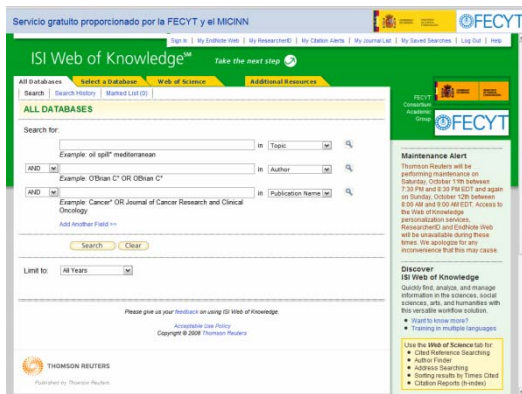 Servicio gratuito proporcionado por la FECYT y el MICINN
FECYT
Sign In | My EndNote Web | My ResearcherID | My Citation Alerts | My Journal List | My Saved Searches | Log Out | Help
ISI Web of Knowledge℠
Take the next step
All Databases
Select a Database
Web of Science
Additional Resources
Search | Search History | Marked List (0)
ALL DATABASES
Search for:
in Topic
Example: oil spill* mediterranean
AND in Author
Example: O'Brian C* OR OBrian C*
AND in Publication Name
Example: Cancer* OR Journal of Cancer Research and Clinical
Oncology
Add Another Field >>
Search Clear
Limit to: All Years
Please give us your feedback on using ISI Web of Knowledge.
Acceptable Use Policy
Copyright © 2008 Thomson Reuters
THOMSON REUTERS
Published by Thomson Reuters
FECYT
Consortium
Academic
Group
FECYT
Maintenance Alert
Thomson Reuters will be
performing maintenance on
Saturday, October 11th between
7:30 PM and 8:30 PM EDT and again
on Sunday, October 12th between
8:00 AM and 9:00 AM EDT. Access to
the Web of Knowledge
personalization services,
ResearcherID and EndNote Web
will be unavailable during these
times. We apologize for any
inconvenience that this may cause.
Discover
ISI Web of Knowledge
Quickly find, analyze, and manage
information in the sciences, social
sciences, arts, and humanities with
this versatile workflow solution.
Want to know more?
Training in multiple languages
Use the Web of Science tab for:
Cited Reference Searching
Author Finder
Address Searching
Sorting results by Times Cited
Citation Reports (h-index)